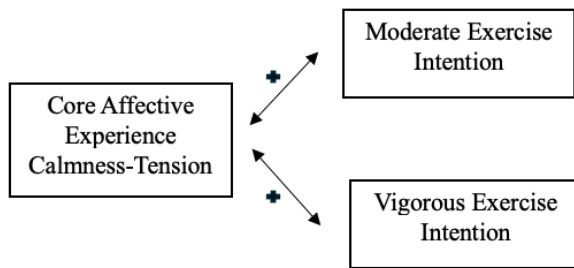 Core Affective
Experience
Calmness-Tension
Moderate Exercise
Intention
Vigorous Exercise
Intention